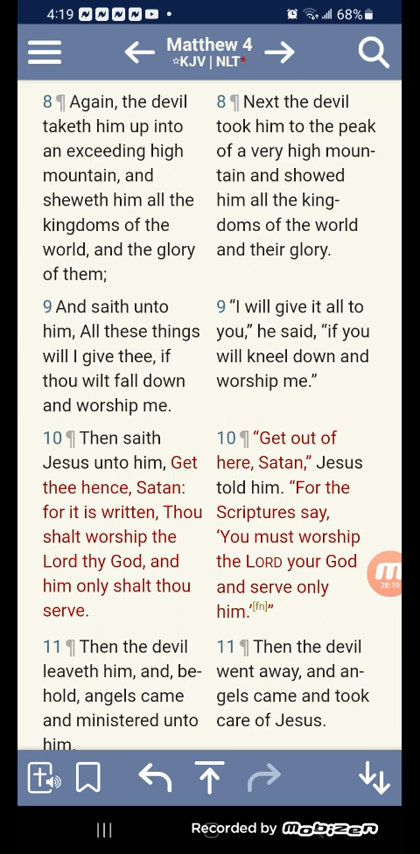 4:19 68%
Matthew 4
☆KJV | NLT*
8 ¶ Again, the devil
taketh him up into
an exceeding high
mountain, and
sheweth him all the
kingdoms of the
world, and the glory
of them;
8 ¶ Next the devil
took him to the peak
of a very high moun-
tain and showed
him all the king-
doms of the world
and their glory.
9 And saith unto
him, All these things
will I give thee, if
thou wilt fall down
and worship me.
9 “I will give it all to
you,” he said, “if you
will kneel down and
worship me.”
10 ¶ Then saith
Jesus unto him, Get
thee hence, Satan:
for it is written, Thou
shalt worship the
Lord thy God, and
him only shalt thou
serve.
10 ¶ “Get out of
here, Satan,” Jesus
told him. “For the
Scriptures say,
‘You must worship
the LORD your God
and serve only
him.’[fn]”
11 ¶ Then the devil
leaveth him, and, be-
hold, angels came
and ministered unto
him.
11 ¶ Then the devil
went away, and an-
gels came and took
care of Jesus.
m
26:19
Recorded by Mobizen